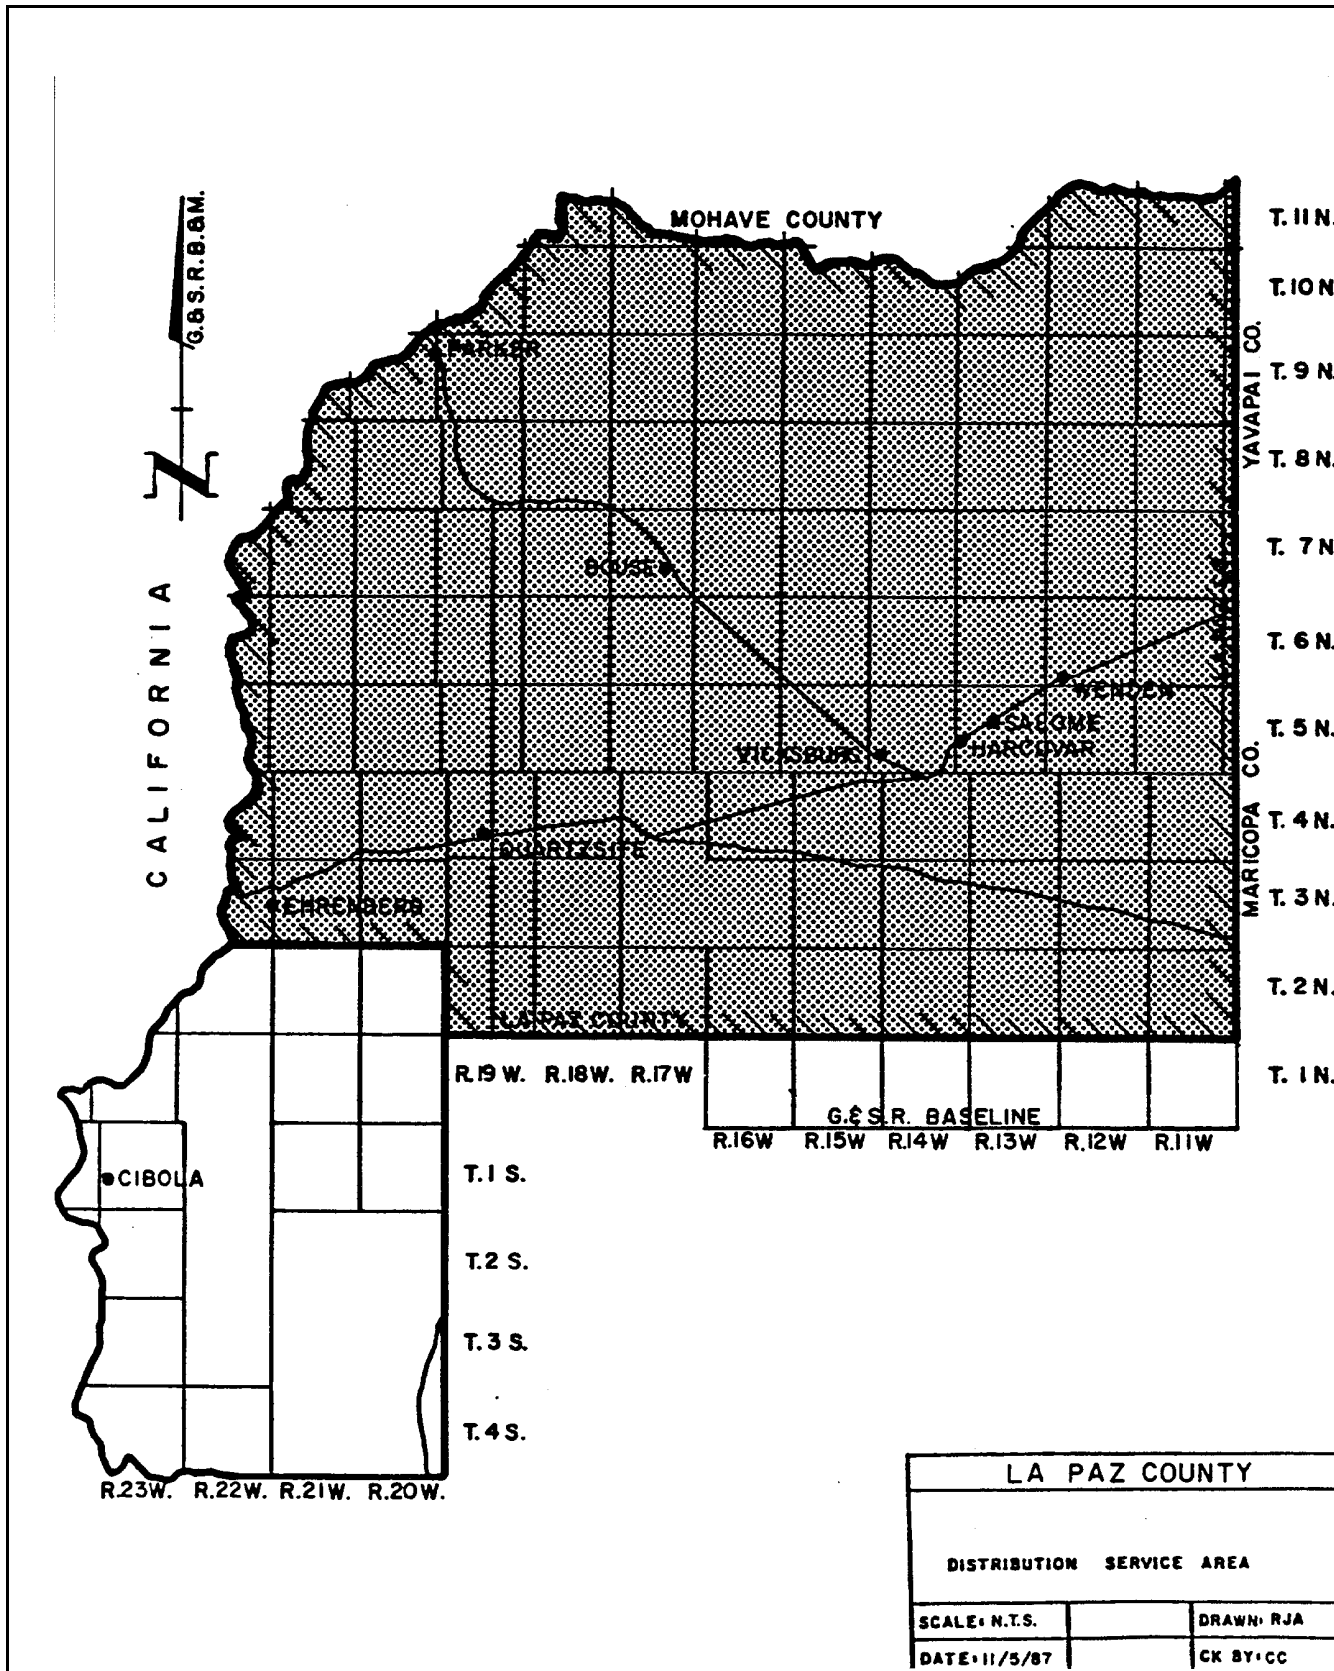 G.&S.R.B.&M.
MOHAVE COUNTY
T. 11 N.
T. 10 N
PARKER
YAVAPAI CO.
T. 9 N.
T. 8 N.
T. 7 N
BOUSE
CALIFORNIA
T. 6 N.
WENDEN
SALOME
T. 5 N.
HARCUVAR
VICKSBURG
MARICOPA CO.
T. 4 N.
QUARTZSITE
T. 3 N.
EHRENBERG
T. 2 N.
LA PAZ COUNTY
R.19 W. R.18W. R.17W
T. 1 N.
G.& S.R. BASELINE
R.16W R.15W R.14W R.13W R.12W R.11W
CIBOLA
T.1 S.
T.2 S.
T.3 S.
T.4 S.
R.23W. R.22W. R.21W. R.20W.
LA PAZ COUNTY
DISTRIBUTION SERVICE AREA
SCALE: N.T.S. DRAWN: RJA
DATE: 11/5/87 CK BY: CC